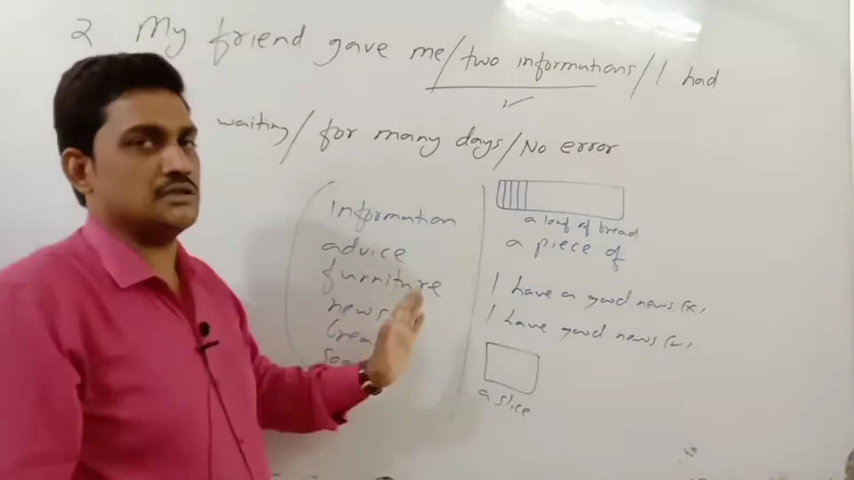 2 My friend gave me/two informations/I had
waiting/for many days/No error
information
advice
furniture
news
a loaf of bread
a piece of
I have a good news (x)
I have good news (✓)
a slice